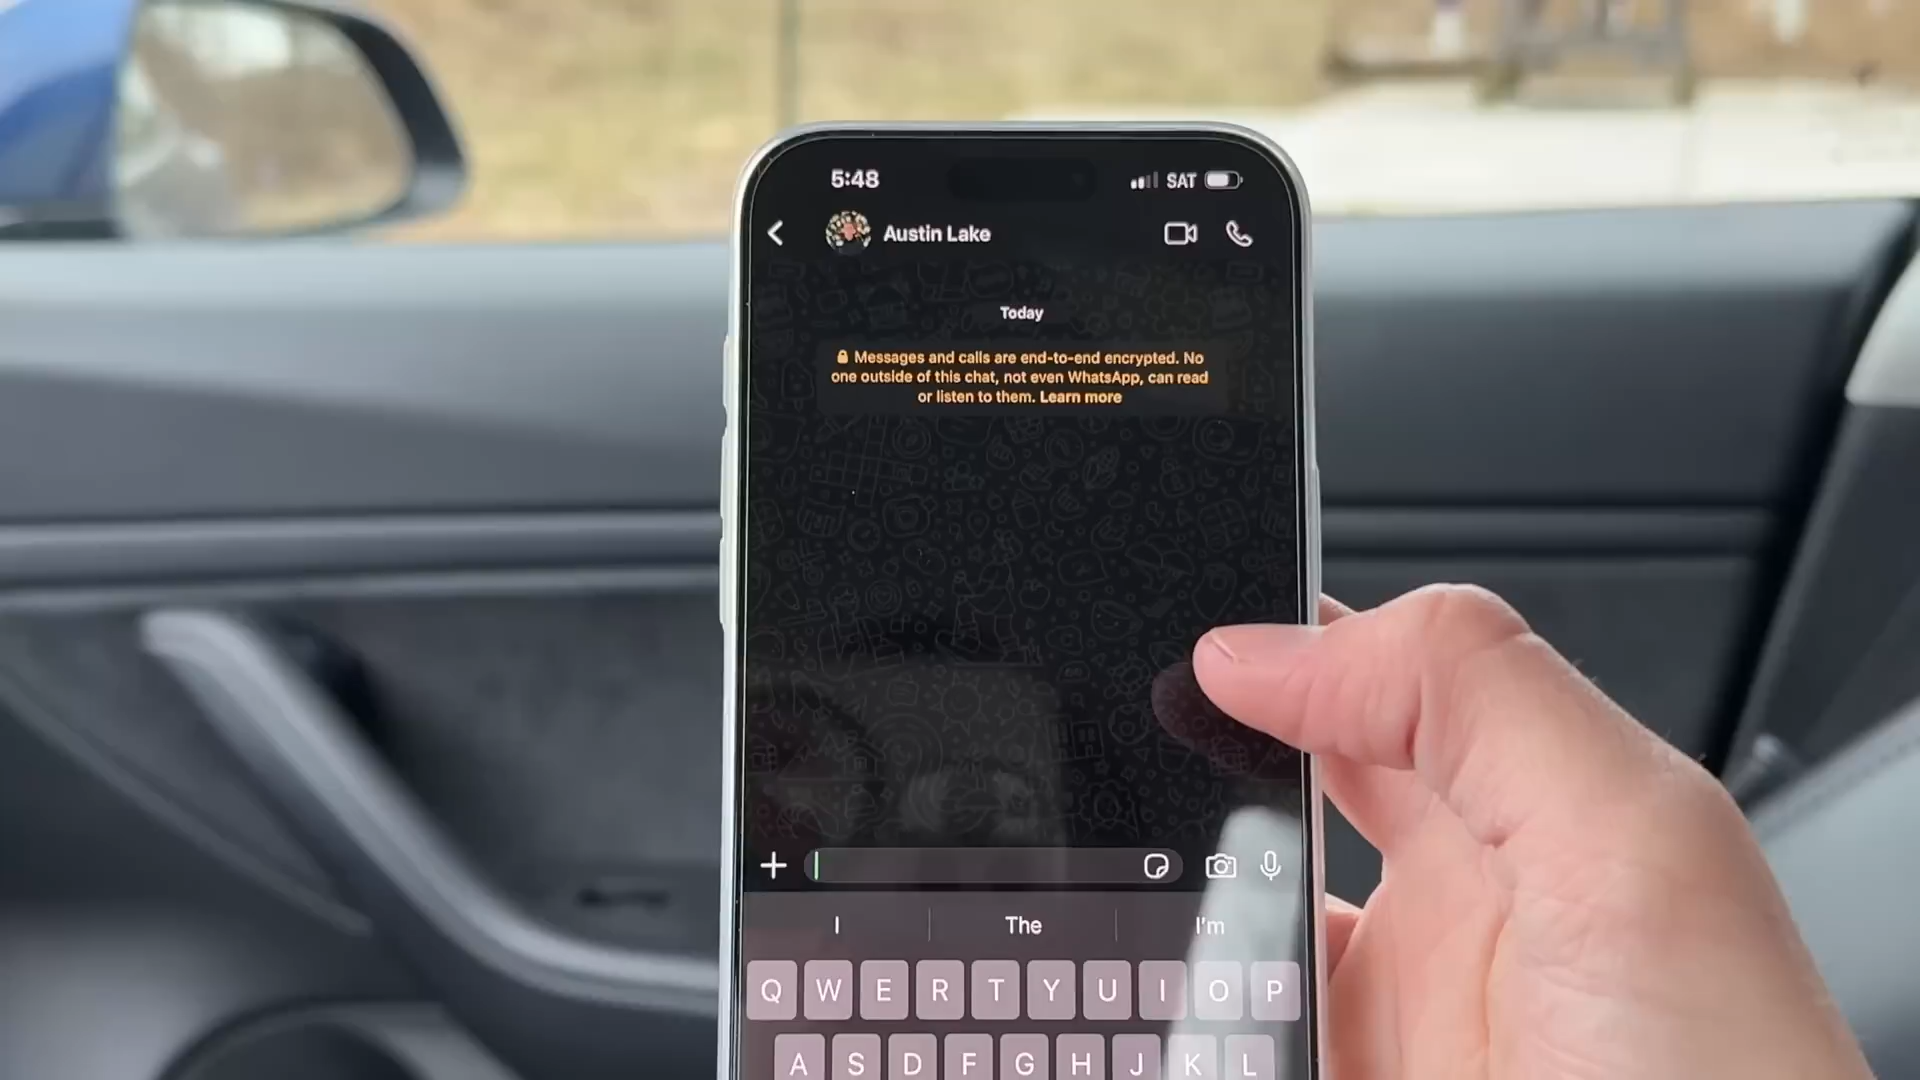 5:48 SAT
Austin Lake
Today
Messages and calls are end-to-end encrypted. No
one outside of this chat, not even WhatsApp, can read
or listen to them. Learn more
I The I'm
Q W E R T Y U I O P
A S D F G H J K L